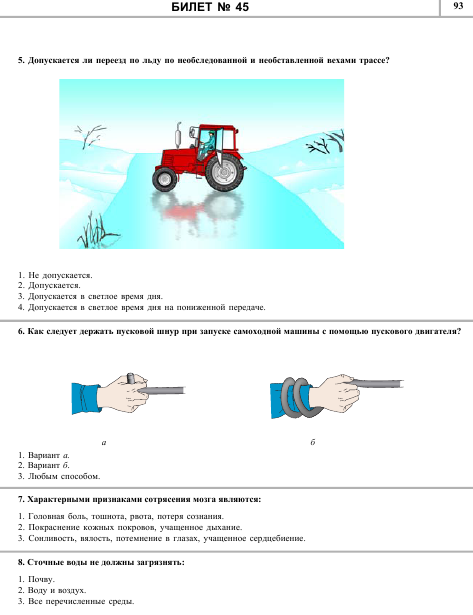 БИЛЕТ № 45
93
5. Допускается ли переезд по льду по необследованной и необставленной вехами трассе?
1. Не допускается.
2. Допускается.
3. Допускается в светлое время дня.
4. Допускается в светлое время дня на пониженной передаче.
6. Как следует держать пусковой шнур при запуске самоходной машины с помощью пускового двигателя?
а
б
1. Вариант а.
2. Вариант б.
3. Любым способом.
7. Характерными признаками сотрясения мозга являются:
1. Головная боль, тошнота, рвота, потеря сознания.
2. Покраснение кожных покровов, учащенное дыхание.
3. Сонливость, вялость, потемнение в глазах, учащенное сердцебиение.
8. Сточные воды не должны загрязнять:
1. Почву.
2. Воду и воздух.
3. Все перечисленные среды.